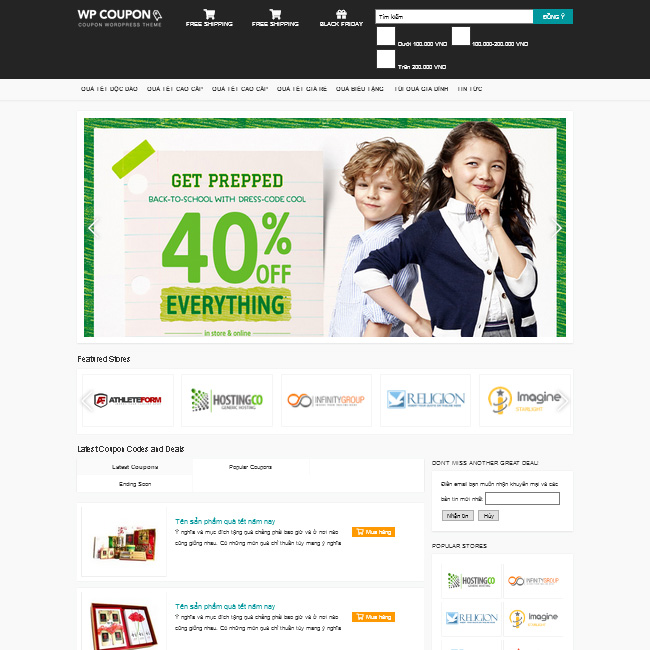 WP COUPON
COUPON WORDPRESS THEME
FREE SHIPPING
FREE SHIPPING
BLACK FRIDAY
Tìm kiếm
ĐỒNG Ý
Dưới 100.000 VND
100.000-200.000 VND
Trên 200.000 VND
QUÀ TẾT ĐỘC ĐÁO
QUÀ TẾT CAO CẤP
QUÀ TẾT CAO CẤP
QUÀ TẾT GIÁ RẺ
QUÀ BIẾU TẶNG
TÚI QUÀ GIA ĐÌNH
TIN TỨC
GET PREPPED
BACK-TO-SCHOOL WITH DRESS-CODE COOL
40% OFF
EVERYTHING
in store & online
Featured Stores
ATHLETEFORM
HOSTINGCO
GENERIC HOSTING
INFINITYGROUP
RELIGION
Imagine
STARLIGHT
Latest Coupon Codes and Deals
Latest Coupons
Popular Coupons
Ending Soon
Tên sản phẩm quà tết năm nay
Ý nghĩa và mục đích tặng quà chẳng phải bao giờ và ở nơi nào
cũng giống nhau. Có những món quà chỉ thuần túy mang ý nghĩa
Mua hàng
Tên sản phẩm quà tết năm nay
Ý nghĩa và mục đích tặng quà chẳng phải bao giờ và ở nơi nào
cũng giống nhau. Có những món quà chỉ thuần túy mang ý nghĩa
Mua hàng
DON'T MISS ANOTHER GREAT DEAL!
Điền email bạn muốn nhận khuyến mại và các
bản tin mới nhất
Nhận tin
Hủy
POPULAR STORES
HOSTINGCO
INFINITYGROUP
RELIGION
Imagine